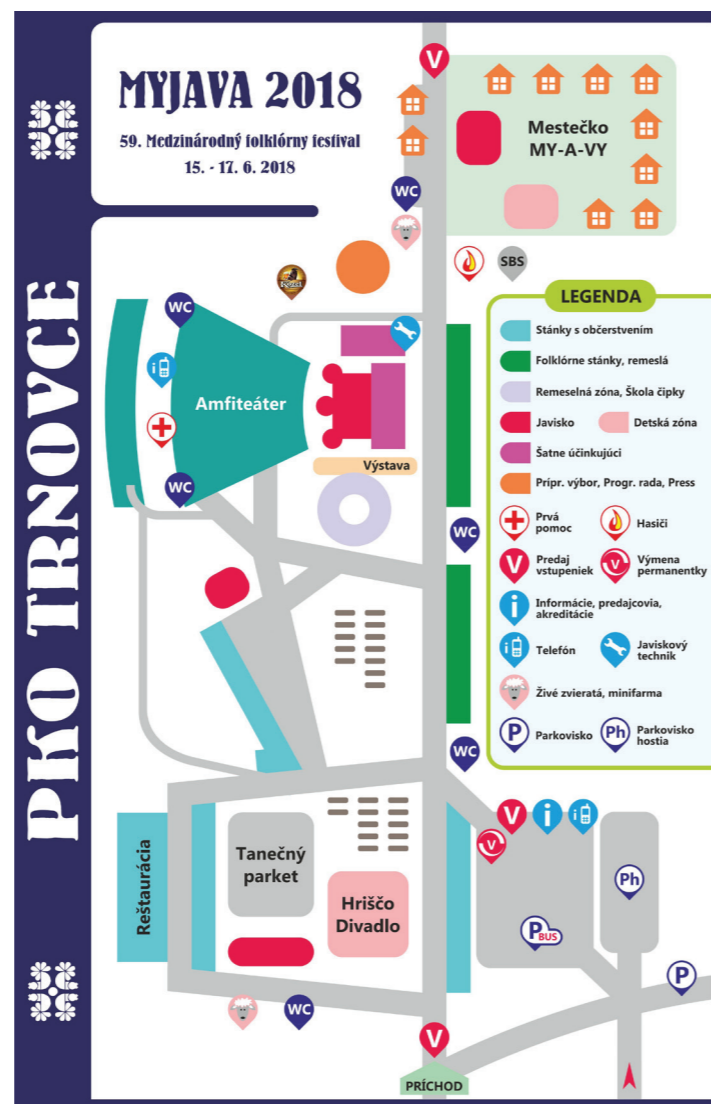 PKO TRNOVCE
MYJAVA 2018
59. Medzinárodný folklórny festival
15. - 17. 6. 2018
V
WC
Mestečko
MY-A-VY
SBS
WC
i
Amfiteáter
WC
Výstava
WC
WC
LEGENDA
Stánky s občerstvením
Folklórne stánky, remeslá
Remeselná zóna, Škola čipky
Javisko
Detská zóna
Šatne účinkujúci
Prípr. výbor, Progr. rada, Press
Prvá
pomoc
Hasiči
V
Predaj
vstupeniek
V
Výmena
permanentky
i
Informácie, predajcovia,
akreditácie
i
Telefón
Javiskový
technik
Živé zvieratá, minifarma
P
Parkovisko
Ph
Parkovisko
hostia
Reštaurácia
Tanečný
parket
Hriščo
Divadlo
V
i
i
V
Ph
P BUS
P
WC
V
PRÍCHOD